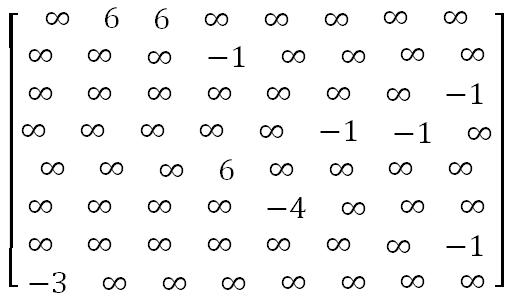 ∞ 6 6 ∞ ∞ ∞ ∞ ∞
∞ ∞ ∞ −1 ∞ ∞ ∞ ∞
∞ ∞ ∞ ∞ ∞ ∞ ∞ −1
∞ ∞ ∞ ∞ ∞ −1 −1 ∞
∞ ∞ ∞ 6 ∞ ∞ ∞ ∞
∞ ∞ ∞ ∞ −4 ∞ ∞ ∞
∞ ∞ ∞ ∞ ∞ ∞ ∞ −1
−3 ∞ ∞ ∞ ∞ ∞ ∞ ∞